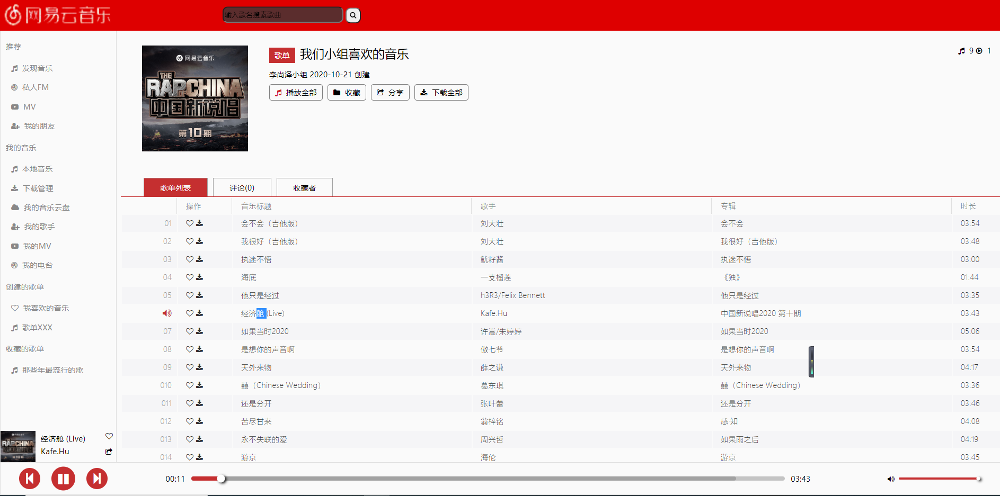 网易云音乐
输入歌名搜素歌曲
推荐
发现音乐
私人FM
MV
我的朋友
我的音乐
本地音乐
下载管理
我的音乐云盘
我的歌手
我的MV
我的电台
创建的歌单
我喜欢的音乐
歌单XXX
收藏的歌单
那些年最流行的歌
网易云音乐
THE
RAP OF CHINA
中国新说唱
第10期
歌单 我们小组喜欢的音乐
9 1
李尚泽小组 2020-10-21 创建
播放全部 收藏 分享 下载全部
歌单列表 评论(0) 收藏者
操作 音乐标题 歌手 专辑 时长
01 会不会（吉他版） 刘大壮 会不会 03:54
02 我很好（吉他版） 刘大壮 我很好（吉他版） 03:48
03 执迷不悟 鱿籽酱 执迷不悟 03:00
04 海底 一支榴莲 《独》 01:44
05 他只是经过 h3R3/Felix Bennett 他只是经过 03:35
经济舱 (Live) Kafe.Hu 中国新说唱2020 第十期 03:43
07 如果当时2020 许嵩/朱婷婷 如果当时2020 05:06
08 是想你的声音啊 傲七爷 是想你的声音啊 03:54
09 天外来物 薛之谦 天外来物 04:17
010 囍（Chinese Wedding） 葛东琪 囍（Chinese Wedding） 03:36
011 还是分开 张叶蕾 还是分开 03:46
012 苦尽甘来 翁梓铭 感·知 04:08
013 永不失联的爱 周兴哲 如果雨之后 04:19
014 游京 海伦 游京 03:45
RAP OF CHINA
第10期
经济舱 (Live)
Kafe.Hu
00:11 03:43